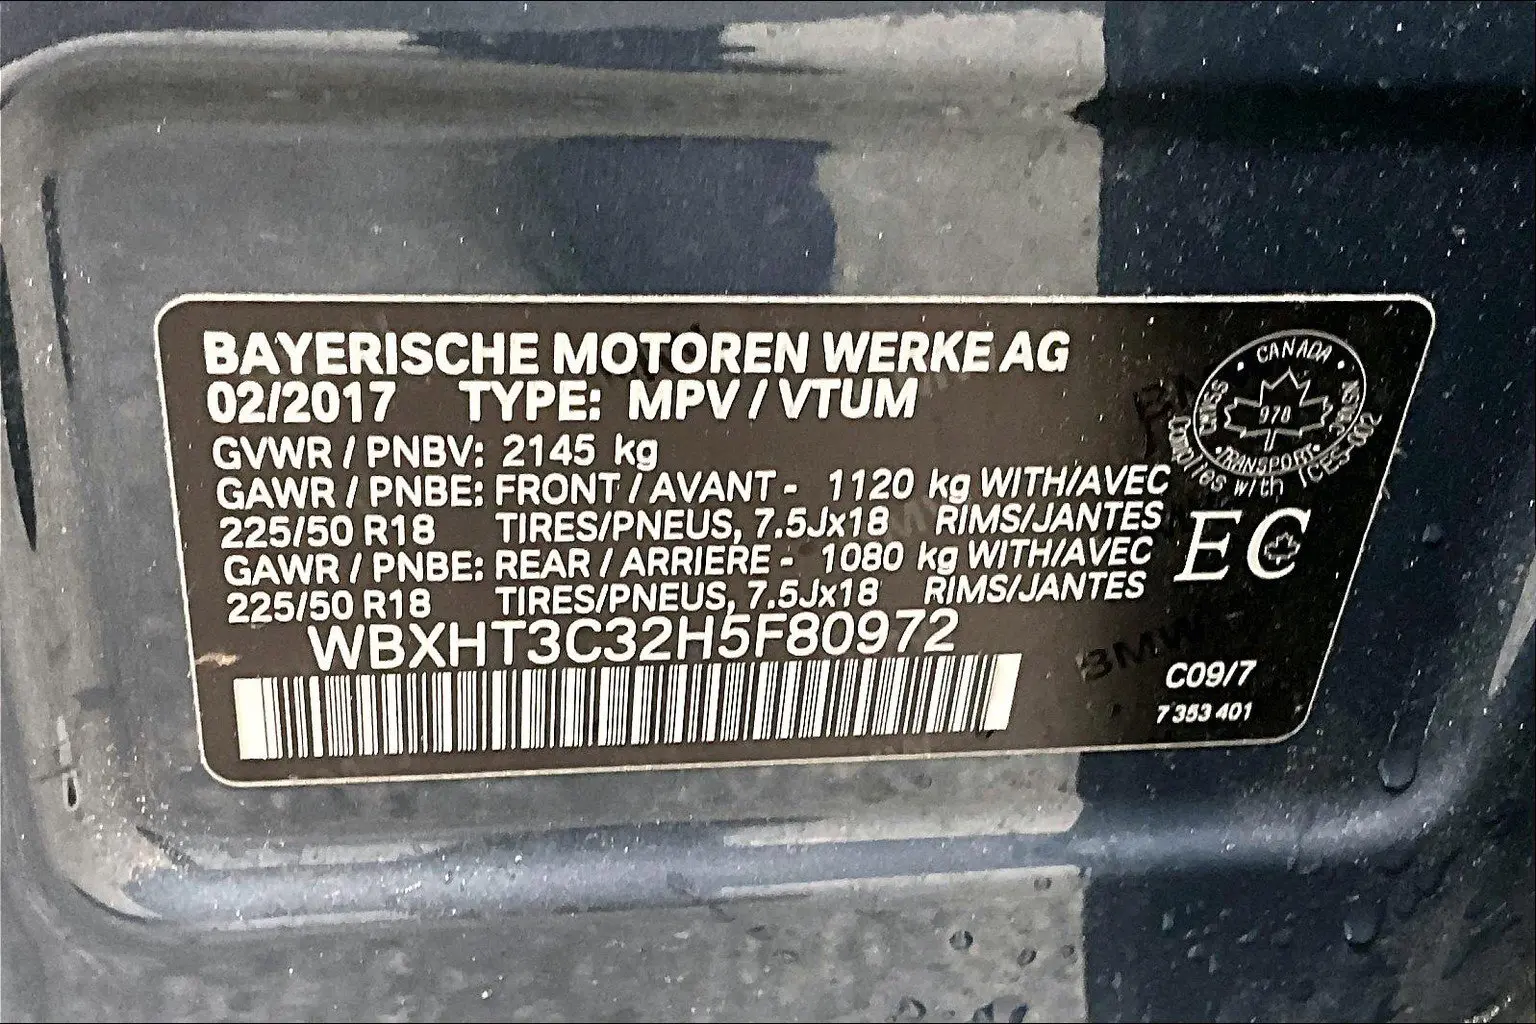 BAYERISCHE MOTOREN WERKE AG
02/2017 TYPE: MPV / VTUM
GVWR / PNBV: 2145 kg
GAWR / PNBE: FRONT / AVANT - 1120 kg WITH/AVEC
225/50 R18 TIRES/PNEUS, 7.5Jx18 RIMS/JANTES
GAWR / PNBE: REAR / ARRIERE - 1080 kg WITH/AVEC
225/50 R18 TIRES/PNEUS, 7.5Jx18 RIMS/JANTES
WBXHT3C32H5F80972
CANADA
978
TRANSPORT
Complies with ICES-002
EC
BMW
C09/7
7 353 401